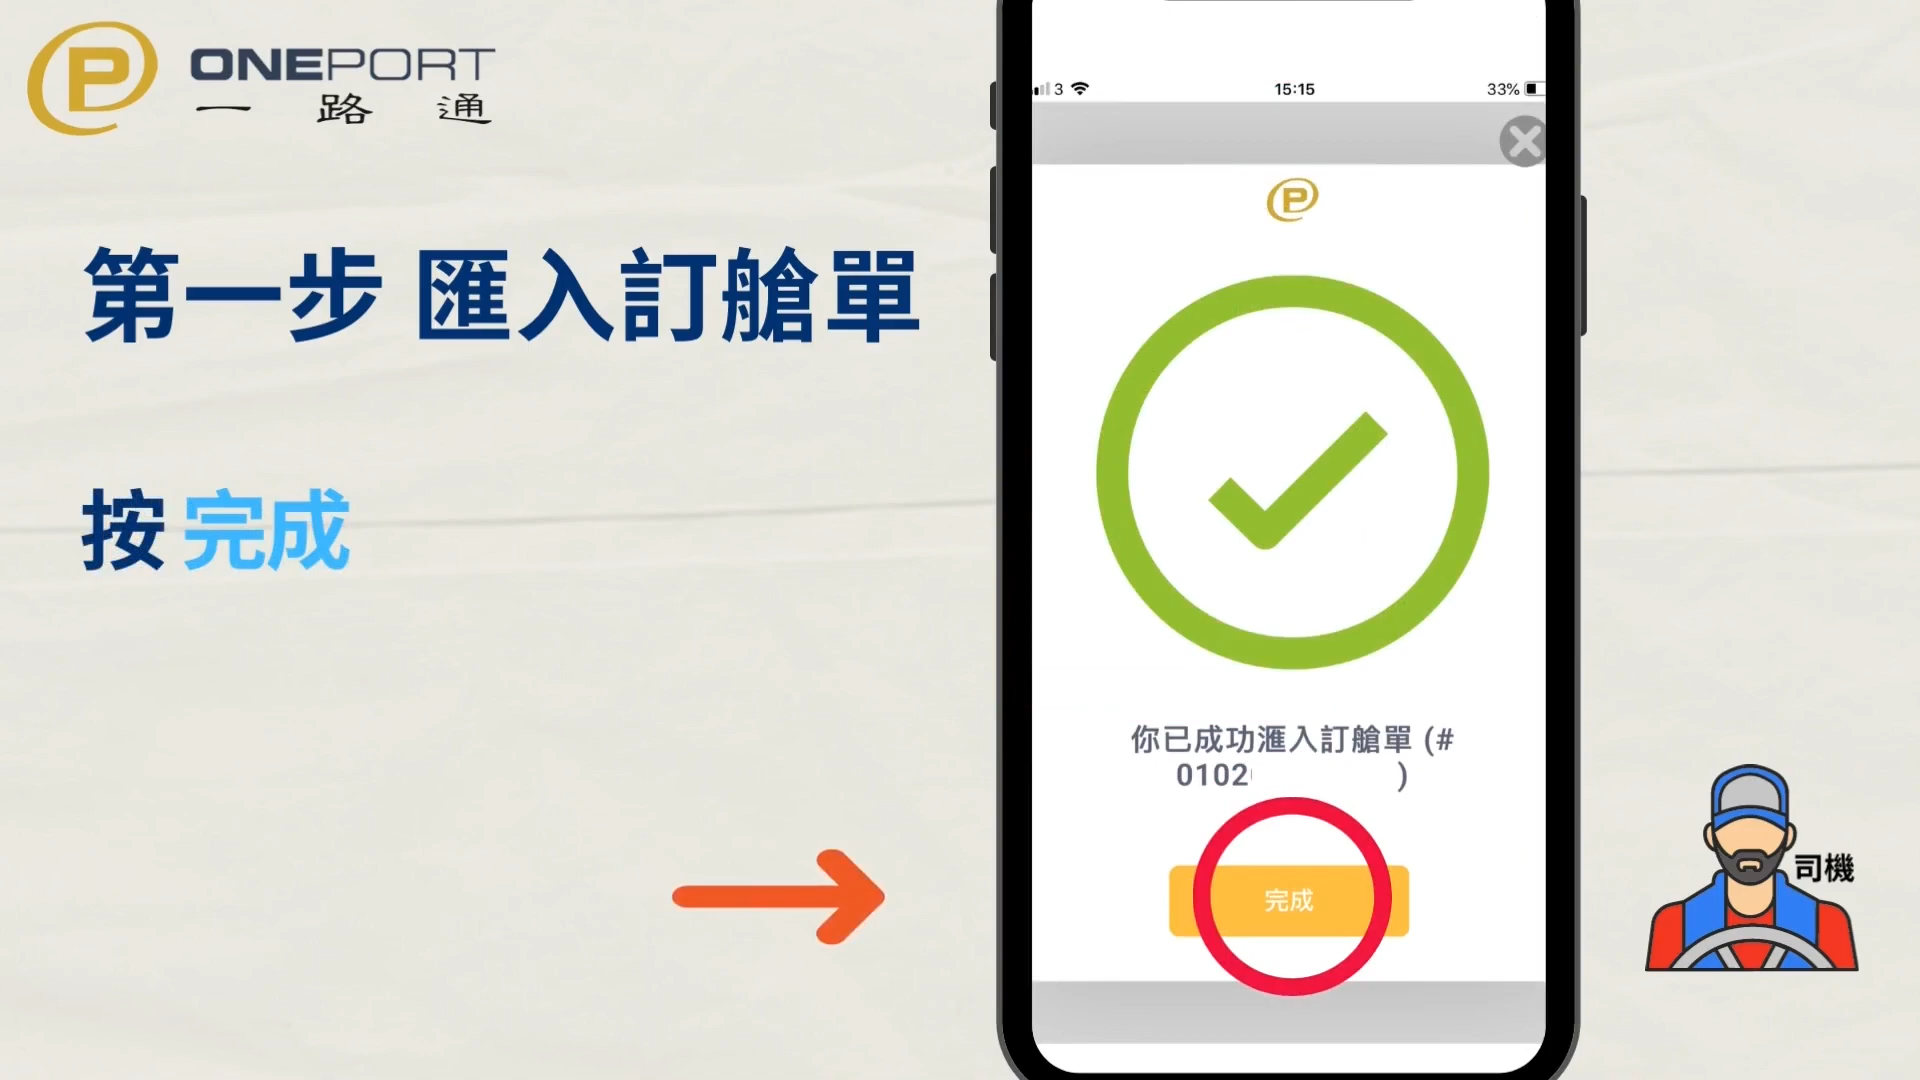 ONEPORT
一路通
第一步 匯入訂艙單
按 完成
3 15:15 33%
你已成功滙入訂艙單 (#
0102 )
完成
司機